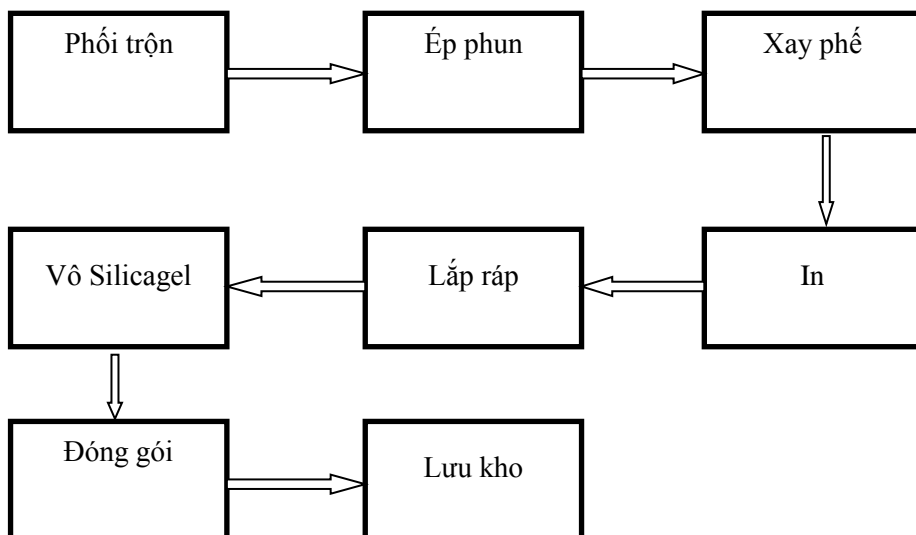 Phối trộn
Ép phun
Xay phế
In
Lắp ráp
Vô Silicagel
Đóng gói
Lưu kho